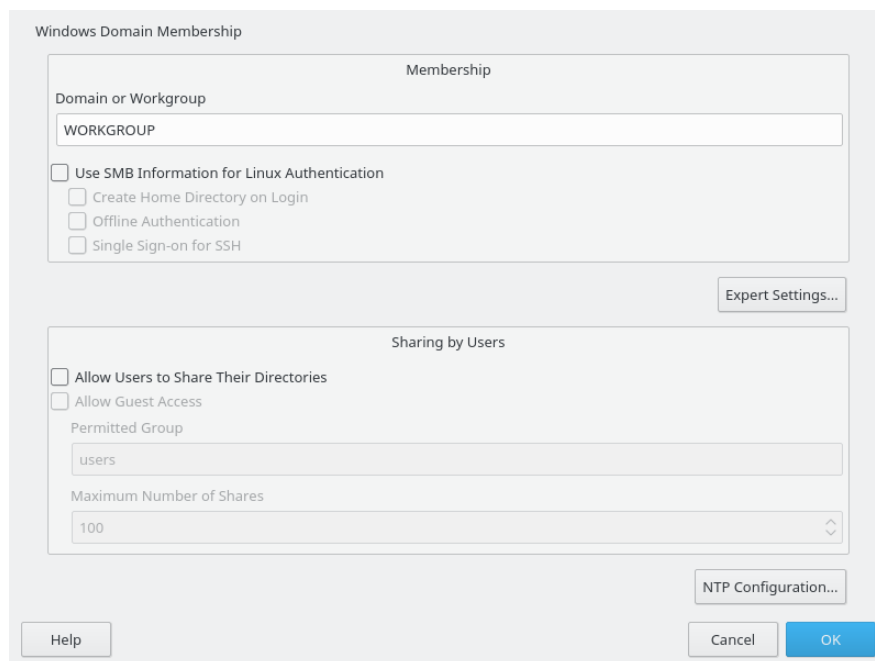 Windows Domain Membership
Membership
Domain or Workgroup
WORKGROUP
Use SMB Information for Linux Authentication
Create Home Directory on Login
Offline Authentication
Single Sign-on for SSH
Expert Settings...
Sharing by Users
Allow Users to Share Their Directories
Allow Guest Access
Permitted Group
users
Maximum Number of Shares
100
NTP Configuration...
Help
Cancel
OK